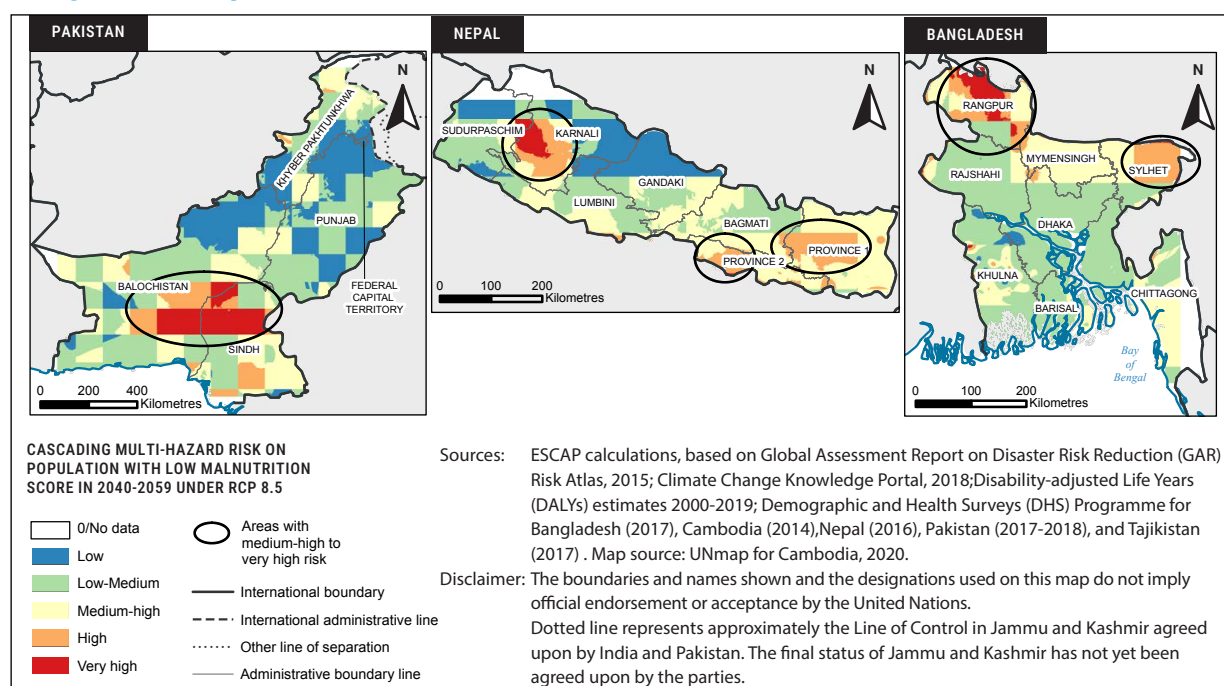 PAKISTAN
N
KHYBER PAKHTUNKHWA
PUNJAB
BALOCHISTAN
FEDERAL
CAPITAL
TERRITORY
SINDH
0 200 400
Kilometres
NEPAL
N
SUDURPASCHIM
KARNALI
GANDAKI
LUMBINI
BAGMATI
PROVINCE 1
PROVINCE 2
0 100 200
Kilometres
BANGLADESH
N
RANGPUR
MYMENSINGH
SYLHET
RAJSHAHI
DHAKA
KHULNA
CHITTAGONG
BARISAL
Bay
of
Bengal
0 100 200
Kilometres
CASCADING MULTI-HAZARD RISK ON
POPULATION WITH LOW MALNUTRITION
SCORE IN 2040-2059 UNDER RCP 8.5
0/No data
Low
Low-Medium
Medium-high
High
Very high
Areas with
medium-high to
very high risk
International boundary
International administrative line
Other line of separation
Administrative boundary line
Sources: ESCAP calculations, based on Global Assessment Report on Disaster Risk Reduction (GAR)
Risk Atlas, 2015; Climate Change Knowledge Portal, 2018;Disability-adjusted Life Years
(DALYs) estimates 2000-2019; Demographic and Health Surveys (DHS) Programme for
Bangladesh (2017), Cambodia (2014),Nepal (2016), Pakistan (2017-2018), and Tajikistan
(2017) . Map source: UNmap for Cambodia, 2020.
Disclaimer: The boundaries and names shown and the designations used on this map do not imply
official endorsement or acceptance by the United Nations.
Dotted line represents approximately the Line of Control in Jammu and Kashmir agreed
upon by India and Pakistan. The final status of Jammu and Kashmir has not yet been
agreed upon by the parties.